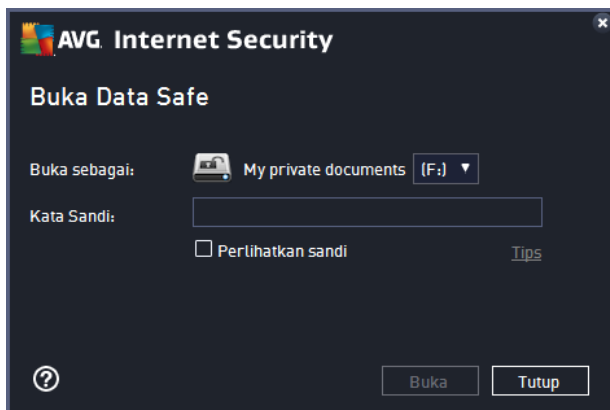 AVG Internet Security
Buka Data Safe
Buka sebagai: My private documents (F:)
Kata Sandi:
Perlihatkan sandi Tips
Buka Tutup